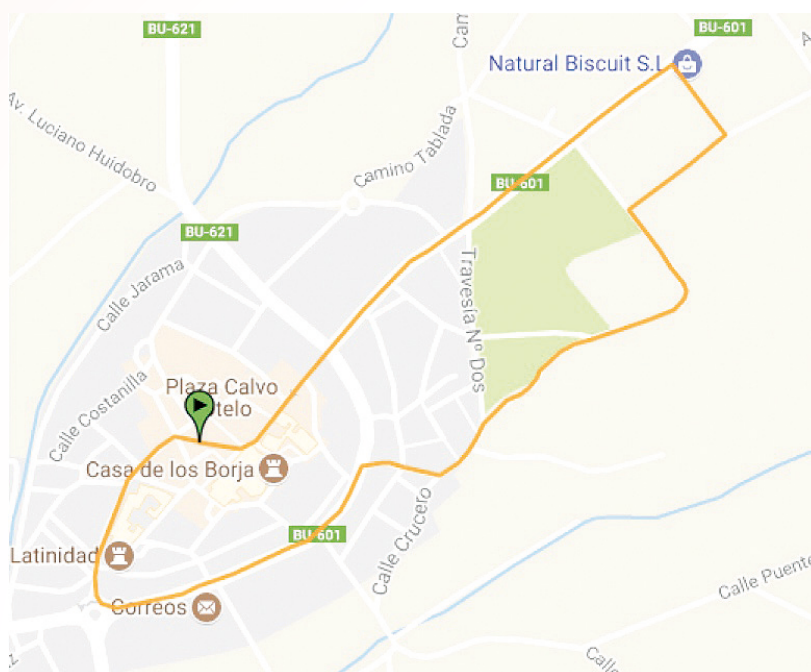 BU-621
BU-601
Natural Biscuit S.L
Av. Luciano Huidobro
Camino Tablada
BU-601
BU-621
Calle Jarama
Travesía Nº Dos
Plaza Calvo
telo
Calle Costanilla
Casa de los Borja
Latinidad
BU-601
Calle Crucero
Correos
Calle Puente
Calle